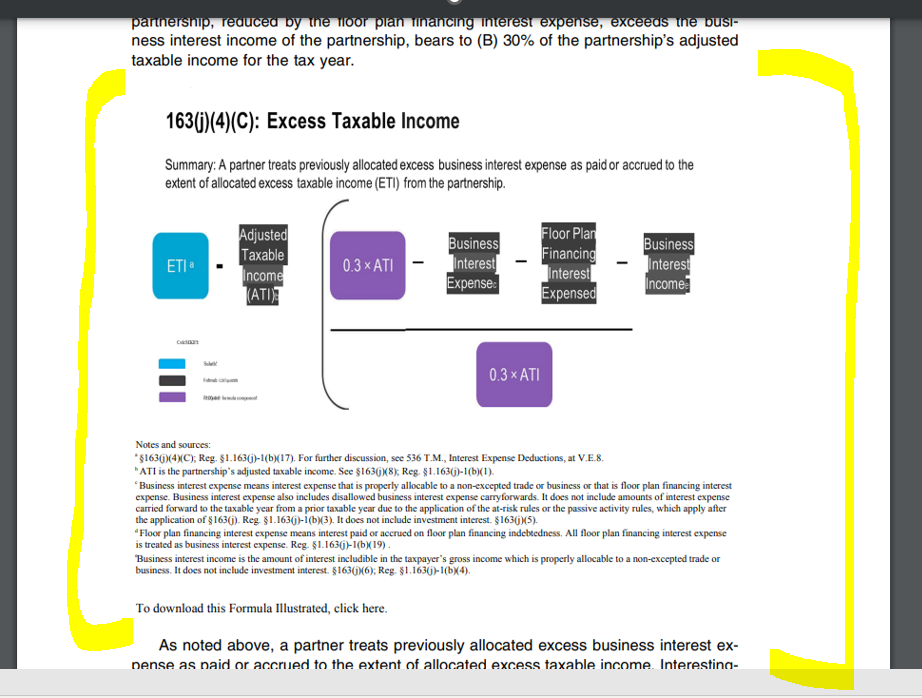 partnership, reduced by the floor plan financing interest expense, exceeds the busi-
ness interest income of the partnership, bears to (B) 30% of the partnership's adjusted
taxable income for the tax year.
163(j)(4)(C): Excess Taxable Income
Summary: A partner treats previously allocated excess business interest expense as paid or accrued to the
extent of allocated excess taxable income (ETI) from the partnership.
ETI a
-
Adjusted
Taxable
Income
(ATI)b
0.3 × ATI
–
Business
Interest
Expensec
–
Floor Plan
Financing
Interest
Expensed
–
Business
Interest
Incomee
0.3 × ATI
Notes and sources:
a §163(j)(4)(C); Reg. §1.163(j)-1(b)(17). For further discussion, see 536 T.M., Interest Expense Deductions, at V.E.8.
b ATI is the partnership's adjusted taxable income. See §163(j)(8); Reg. §1.163(j)-1(b)(1).
c Business interest expense means interest expense that is properly allocable to a non-excepted trade or business or that is floor plan financing interest
expense. Business interest expense also includes disallowed business interest expense carryforwards. It does not include amounts of interest expense
carried forward to the taxable year from a prior taxable year due to the application of the at-risk rules or the passive activity rules, which apply after
the application of §163(j). Reg. §1.163(j)-1(b)(3). It does not include investment interest. §163(j)(5).
d Floor plan financing interest expense means interest paid or accrued on floor plan financing indebtedness. All floor plan financing interest expense
is treated as business interest expense. Reg. §1.163(j)-1(b)(19) .
e Business interest income is the amount of interest includible in the taxpayer's gross income which is properly allocable to a non-excepted trade or
business. It does not include investment interest. §163(j)(6); Reg. §1.163(j)-1(b)(4).
To download this Formula Illustrated, click here.
As noted above, a partner treats previously allocated excess business interest ex-
pense as paid or accrued to the extent of allocated excess taxable income. Interesting-